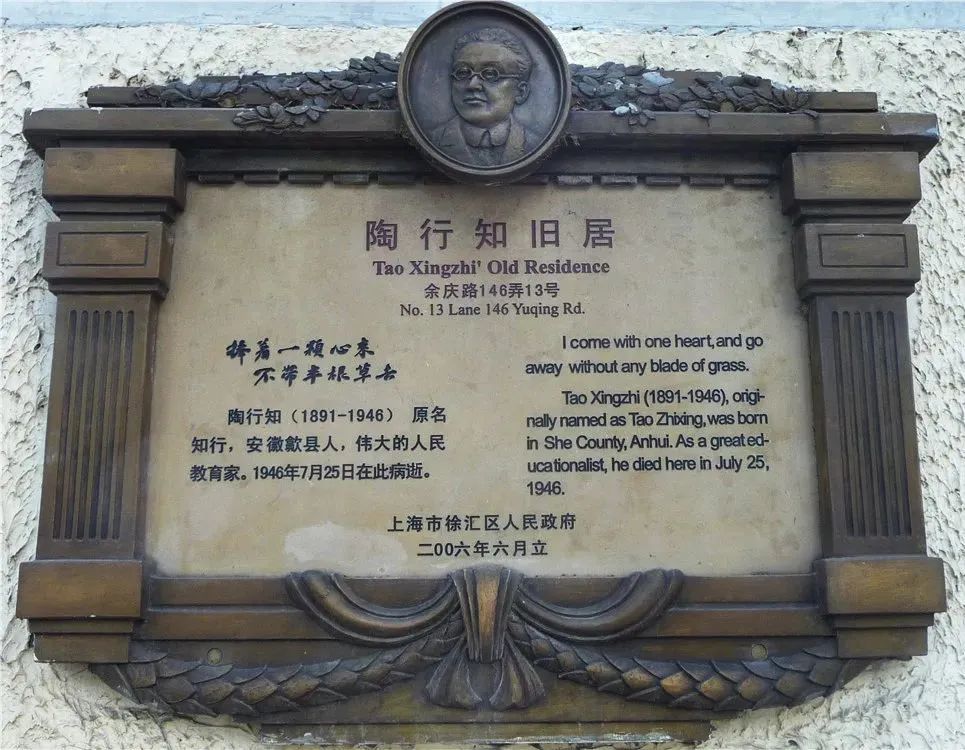 陶行知旧居
Tao Xingzhi' Old Residence
余庆路146弄13号
No. 13 Lane 146 Yuqing Rd.
捧着一颗心来
不带半根草去
陶行知（1891-1946） 原名
知行，安徽歙县人，伟大的人民
教育家。1946年7月25日在此病逝。
I come with one heart, and go
away without any blade of grass.
Tao Xingzhi (1891-1946), origi-
nally named as Tao Zhixing, was born
in She County, Anhui. As a great ed-
ucationalist, he died here in July 25,
1946.
上海市徐汇区人民政府
二00六年六月立